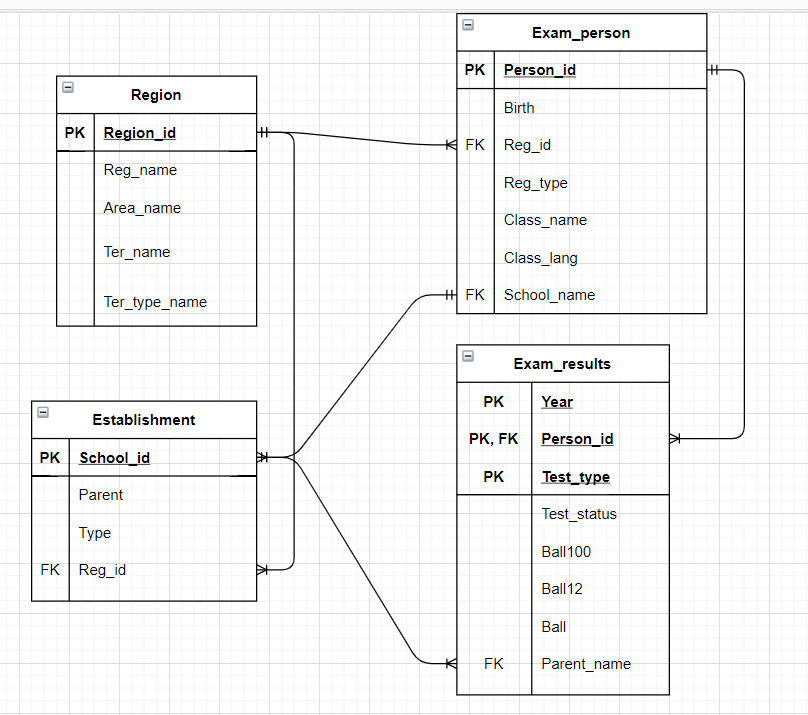 Exam_person
PK Person_id
Birth
FK Reg_id
Reg_type
Class_name
Class_lang
FK School_name
Region
PK Region_id
Reg_name
Area_name
Ter_name
Ter_type_name
Exam_results
PK Year
PK, FK Person_id
PK Test_type
Test_status
Ball100
Ball12
Ball
FK Parent_name
Establishment
PK School_id
Parent
Type
FK Reg_id